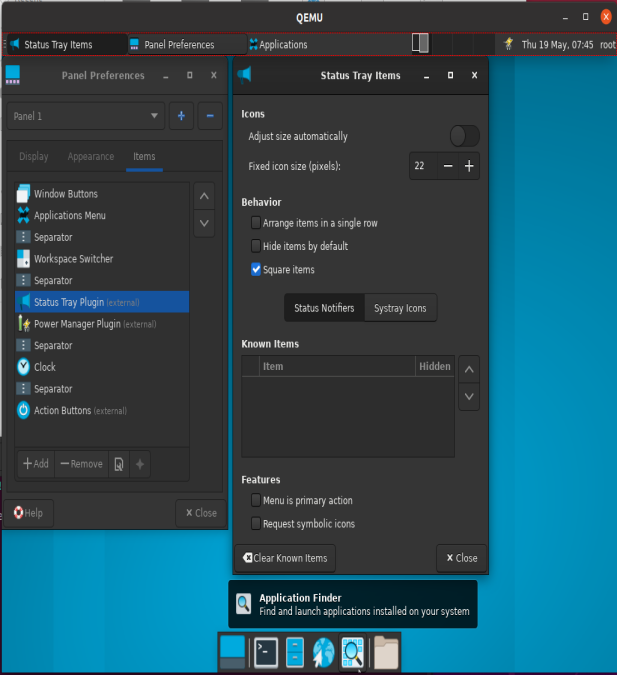 QEMU
Status Tray Items
Panel Preferences
Applications
Thu 19 May, 07:45 root
Panel Preferences
Panel 1
Display Appearance Items
Window Buttons
Applications Menu
Separator
Workspace Switcher
Separator
Status Tray Plugin (external)
Power Manager Plugin (external)
Separator
Clock
Separator
Action Buttons (external)
Add Remove
Help Close
Status Tray Items
Icons
Adjust size automatically
Fixed icon size (pixels): 22
Behavior
Arrange items in a single row
Hide items by default
Square items
Status Notifiers Systray Icons
Known Items
Item Hidden
Features
Menu is primary action
Request symbolic icons
Clear Known Items Close
Application Finder
Find and launch applications installed on your system